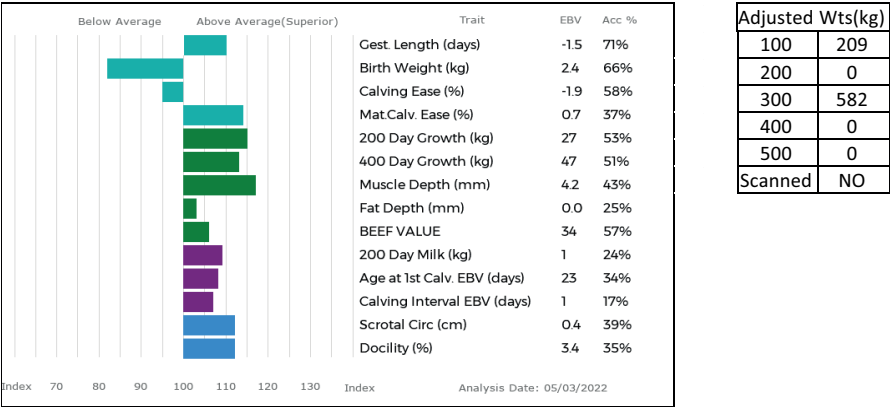 Below Average Above Average(Superior) Trait EBV Acc %
Gest. Length (days) -1.5 71%
Birth Weight (kg) 2.4 66%
Calving Ease (%) -1.9 58%
Mat.Calv. Ease (%) 0.7 37%
200 Day Growth (kg) 27 53%
400 Day Growth (kg) 47 51%
Muscle Depth (mm) 4.2 43%
Fat Depth (mm) 0.0 25%
BEEF VALUE 34 57%
200 Day Milk (kg) 1 24%
Age at 1st Calv. EBV (days) 23 34%
Calving Interval EBV (days) 1 17%
Scrotal Circ (cm) 0.4 39%
Docility (%) 3.4 35%
Index 70 80 90 100 110 120 130 Index Analysis Date: 05/03/2022
Adjusted Wts(kg)
100 209
200 0
300 582
400 0
500 0
Scanned NO